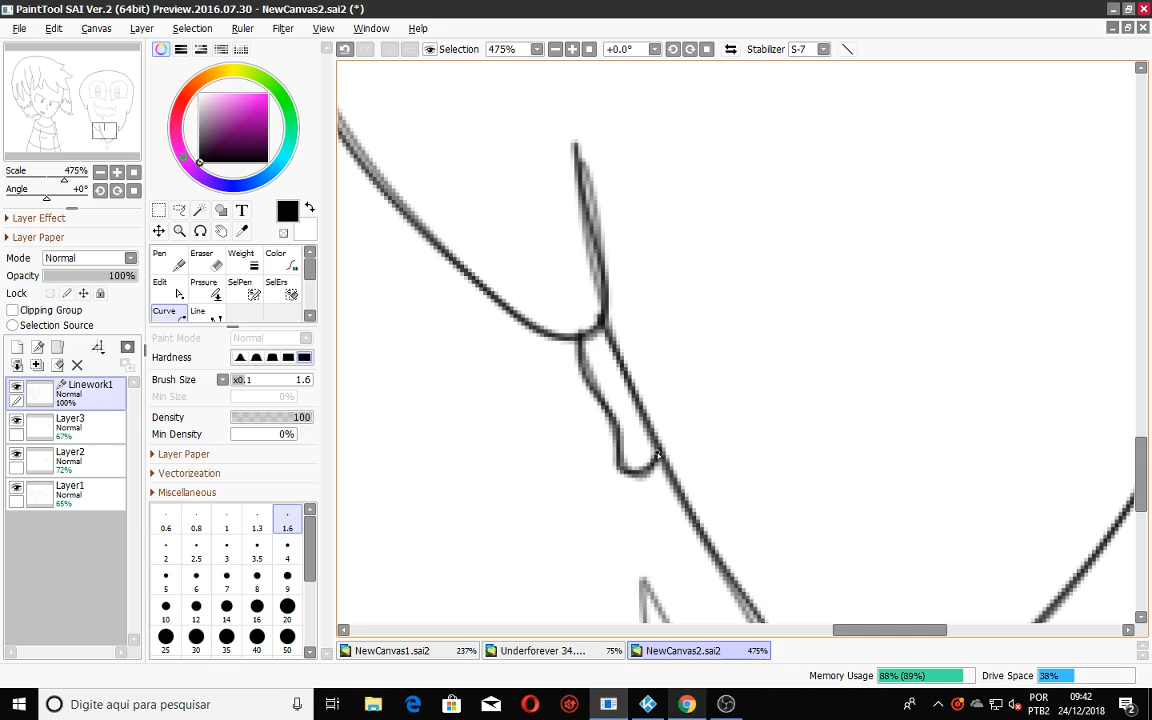 PaintTool SAI Ver.2 (64bit) Preview.2016.07.30 - NewCanvas2.sai2 (*)
File Edit Canvas Layer Selection Ruler Filter View Window Help
Selection 475% +0.0° Stabilizer S-7
Scale 475%
Angle +0°
Layer Effect
Layer Paper
Mode Normal
Opacity 100%
Lock
Clipping Group
Selection Source
Linework1
Normal
100%
Layer3
Normal
67%
Layer2
Normal
72%
Layer1
Normal
65%
T
Pen Eraser Weight Color
Edit Prssure SelPen SelErs
Curve Line
Paint Mode Normal
Hardness
Brush Size x0.1 1.6
Min Size 0%
Density 100
Min Density 0%
Layer Paper
Vectorization
Miscellaneous
0.6 0.8 1 1.3 1.6
2 2.5 3 3.5 4
5 6 7 8 9
10 12 14 16 20
25 30 35 40 50
NewCanvas1.sai2 237% Underforever 34.... 75% NewCanvas2.sai2 475%
Memory Usage 88% (89%) Drive Space 38%
Digite aqui para pesquisar
POR
PTB2
09:42
24/12/2018
2